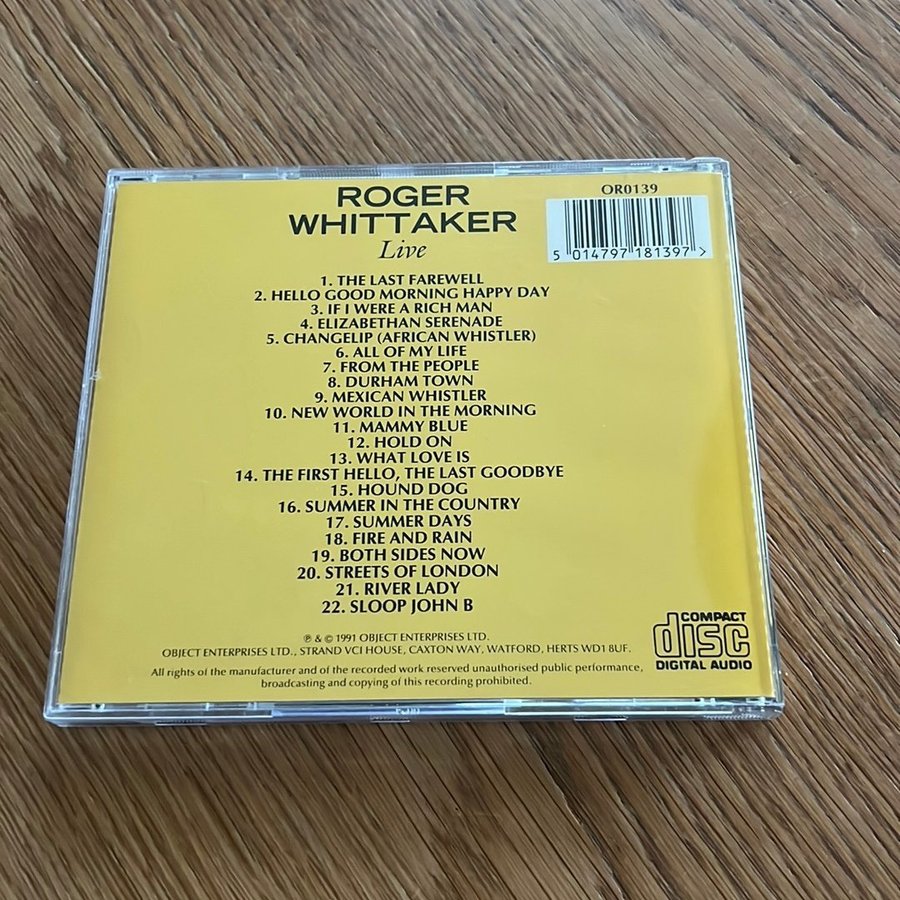 ROGER
WHITTAKER
Live
OR0139
5 014797 181397 >
1. THE LAST FAREWELL
2. HELLO GOOD MORNING HAPPY DAY
3. IF I WERE A RICH MAN
4. ELIZABETHAN SERENADE
5. CHANGELIP (AFRICAN WHISTLER)
6. ALL OF MY LIFE
7. FROM THE PEOPLE
8. DURHAM TOWN
9. MEXICAN WHISTLER
10. NEW WORLD IN THE MORNING
11. MAMMY BLUE
12. HOLD ON
13. WHAT LOVE IS
14. THE FIRST HELLO, THE LAST GOODBYE
15. HOUND DOG
16. SUMMER IN THE COUNTRY
17. SUMMER DAYS
18. FIRE AND RAIN
19. BOTH SIDES NOW
20. STREETS OF LONDON
21. RIVER LADY
22. SLOOP JOHN B
℗ & © 1991 OBJECT ENTERPRISES LTD.
OBJECT ENTERPRISES LTD., STRAND VCI HOUSE, CAXTON WAY, WATFORD, HERTS WD1 8UF.
All rights of the manufacturer and of the recorded work reserved unauthorised public performance,
broadcasting and copying of this recording prohibited.
COMPACT
disc
DIGITAL AUDIO